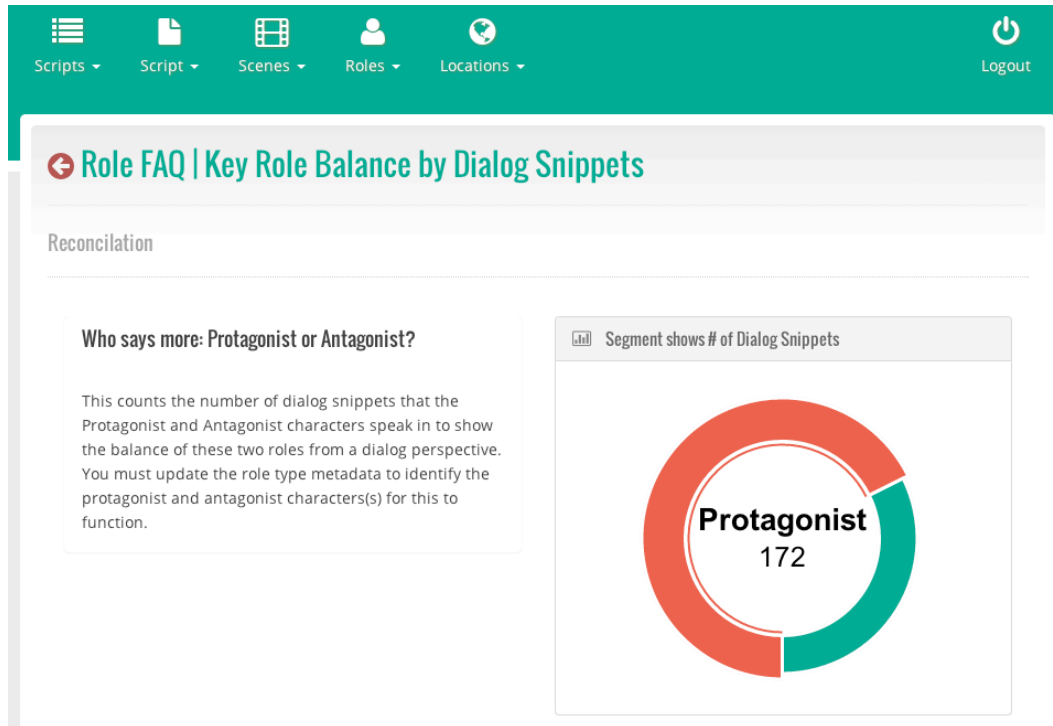 Scripts Script Scenes Roles Locations Logout
Role FAQ | Key Role Balance by Dialog Snippets
Reconcilation
Who says more: Protagonist or Antagonist?
This counts the number of dialog snippets that the
Protagonist and Antagonist characters speak in to show
the balance of these two roles from a dialog perspective.
You must update the role type metadata to identify the
protagonist and antagonist characters(s) for this to
function.
Segment shows # of Dialog Snippets
Protagonist
172